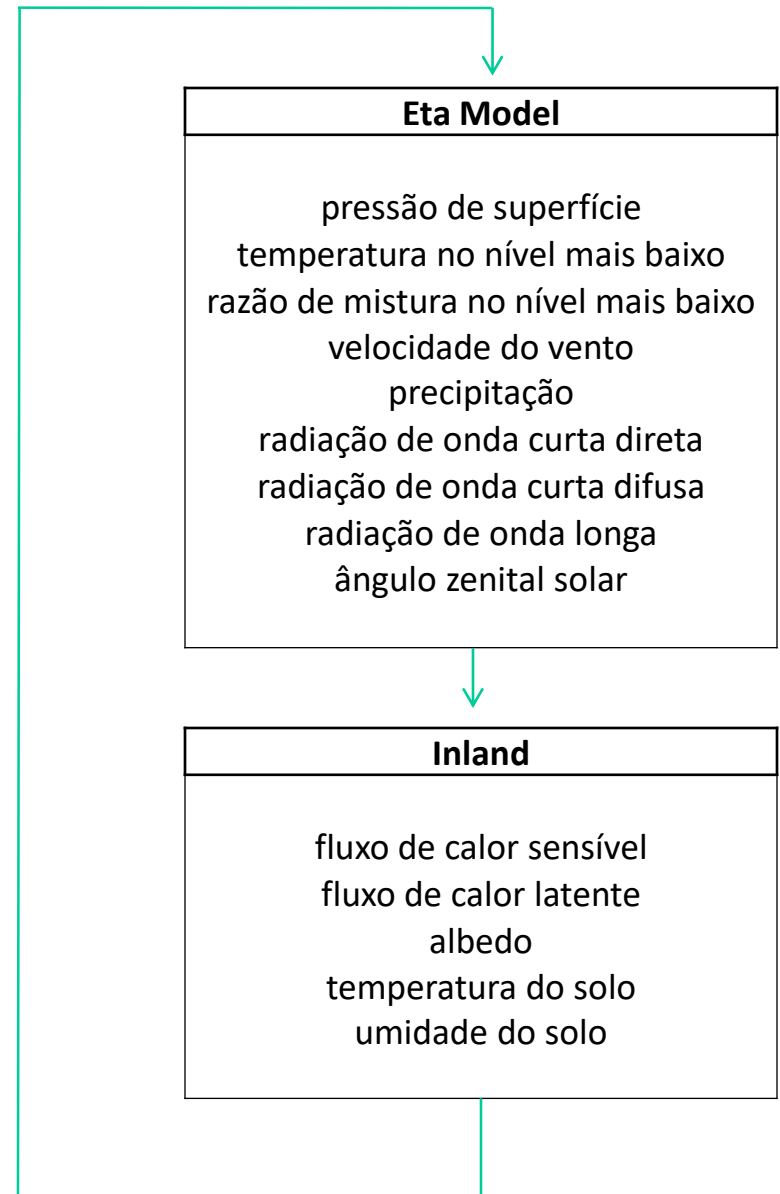 Eta Model
pressão de superfície
temperatura no nível mais baixo
razão de mistura no nível mais baixo
velocidade do vento
precipitação
radiação de onda curta direta
radiação de onda curta difusa
radiação de onda longa
ângulo zenital solar
Inland
fluxo de calor sensível
fluxo de calor latente
albedo
temperatura do solo
umidade do solo